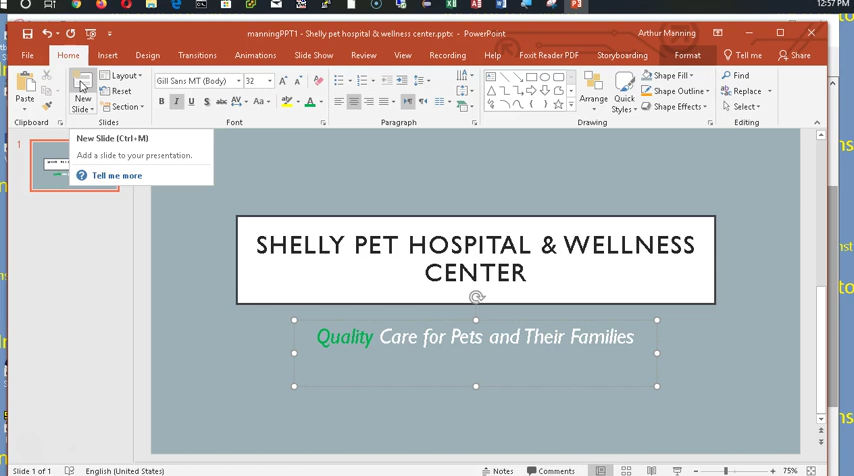 12:57 PM
manningPPT1 - Shelly pet hospital & wellness center.pptx - PowerPoint
Arthur Manning
File Home Insert Design Transitions Animations Slide Show Review View Foxit Reader PDF Storyboarding Format Tell me Share
Paste
New Slide
Layout
Reset
Section
Gill Sans MT (Body) 32
B I U S abc AV Aa A
Arrange
Quick Styles
Shape Fill
Shape Outline
Shape Effects
Find
Replace
Select
Clipboard Slides Font Paragraph Drawing Editing
New Slide (Ctrl+M)
Add a slide to your presentation.
Tell me more
1
SHELLY PET HOSPITAL & WELLNESS
CENTER
Quality Care for Pets and Their Families
Slide 1 of 1 English (United States) Notes Comments 75%